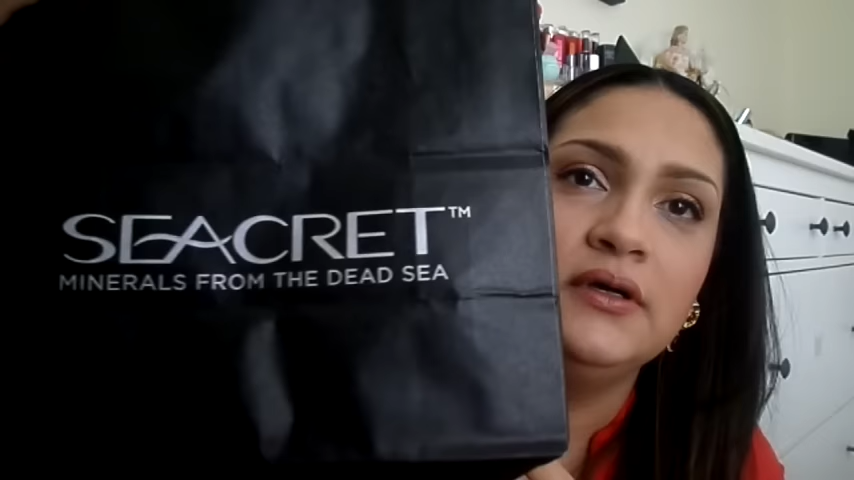 SEACRET™
MINERALS FROM THE DEAD SEA